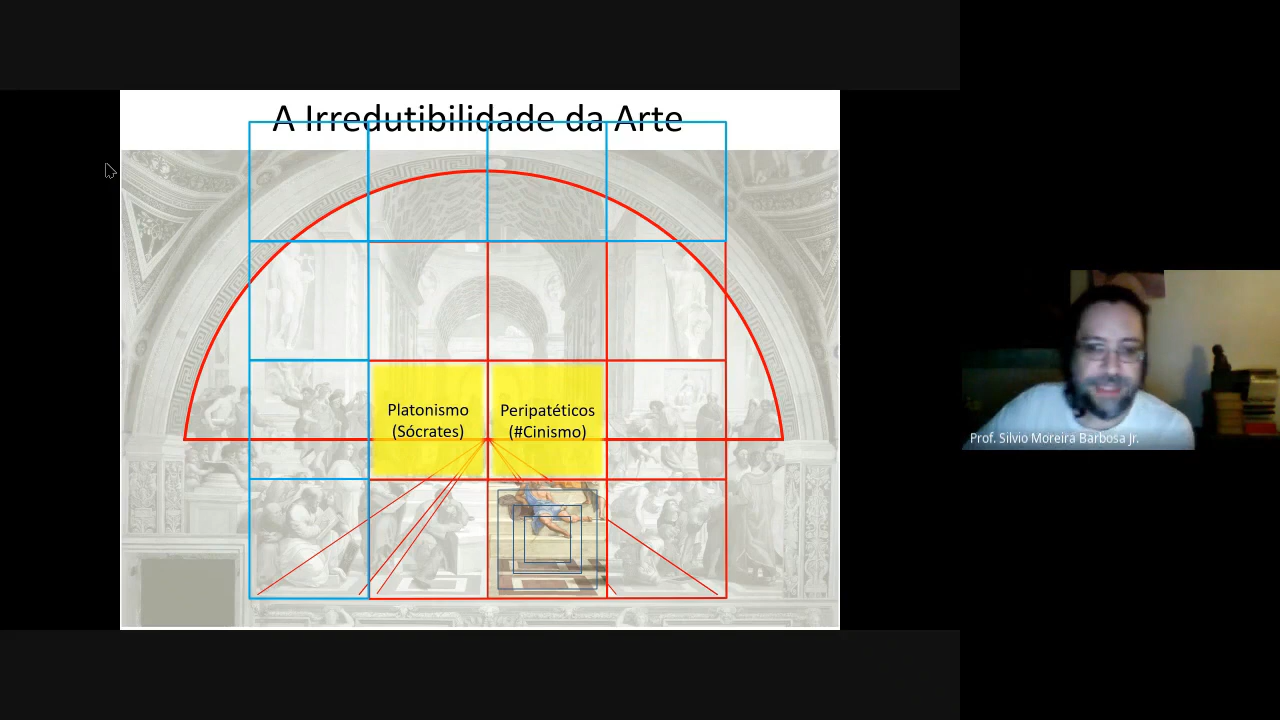 A Irredutibilidade da Arte
Platonismo
(Sócrates)
Peripatéticos
(#Cinismo)
Prof. Silvio Moreira Barbosa Jr.